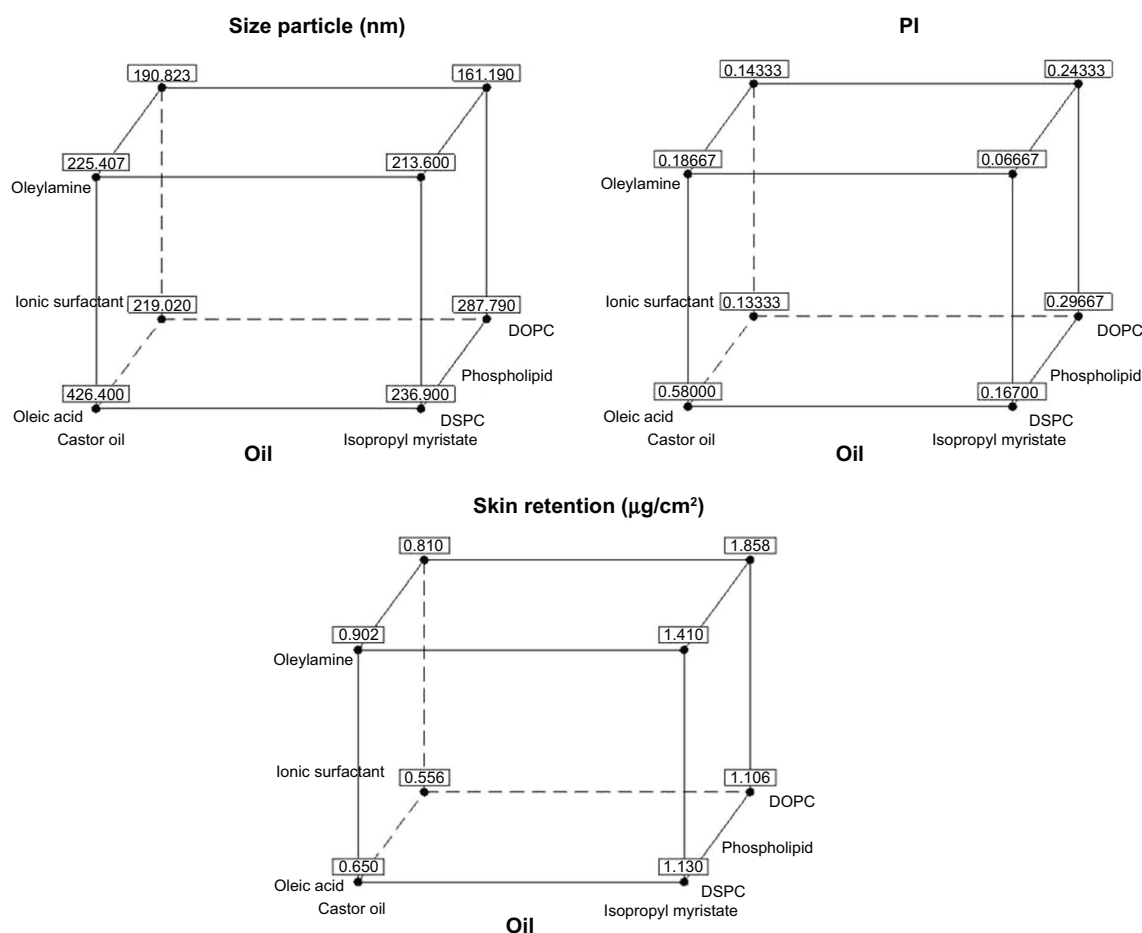 Size particle (nm)
190.823
161.190
225.407
213.600
Oleylamine
Ionic surfactant
219.020
287.790
DOPC
Phospholipid
426.400
236.900
Oleic acid
DSPC
Castor oil
Isopropyl myristate
Oil
PI
0.14333
0.24333
0.18667
0.06667
Oleylamine
Ionic surfactant
0.13333
0.29667
DOPC
Phospholipid
0.58000
0.16700
Oleic acid
DSPC
Castor oil
Isopropyl myristate
Oil
Skin retention (μg/cm²)
0.810
1.858
0.902
1.410
Oleylamine
Ionic surfactant
0.556
1.106
DOPC
Phospholipid
0.650
1.130
Oleic acid
DSPC
Castor oil
Isopropyl myristate
Oil